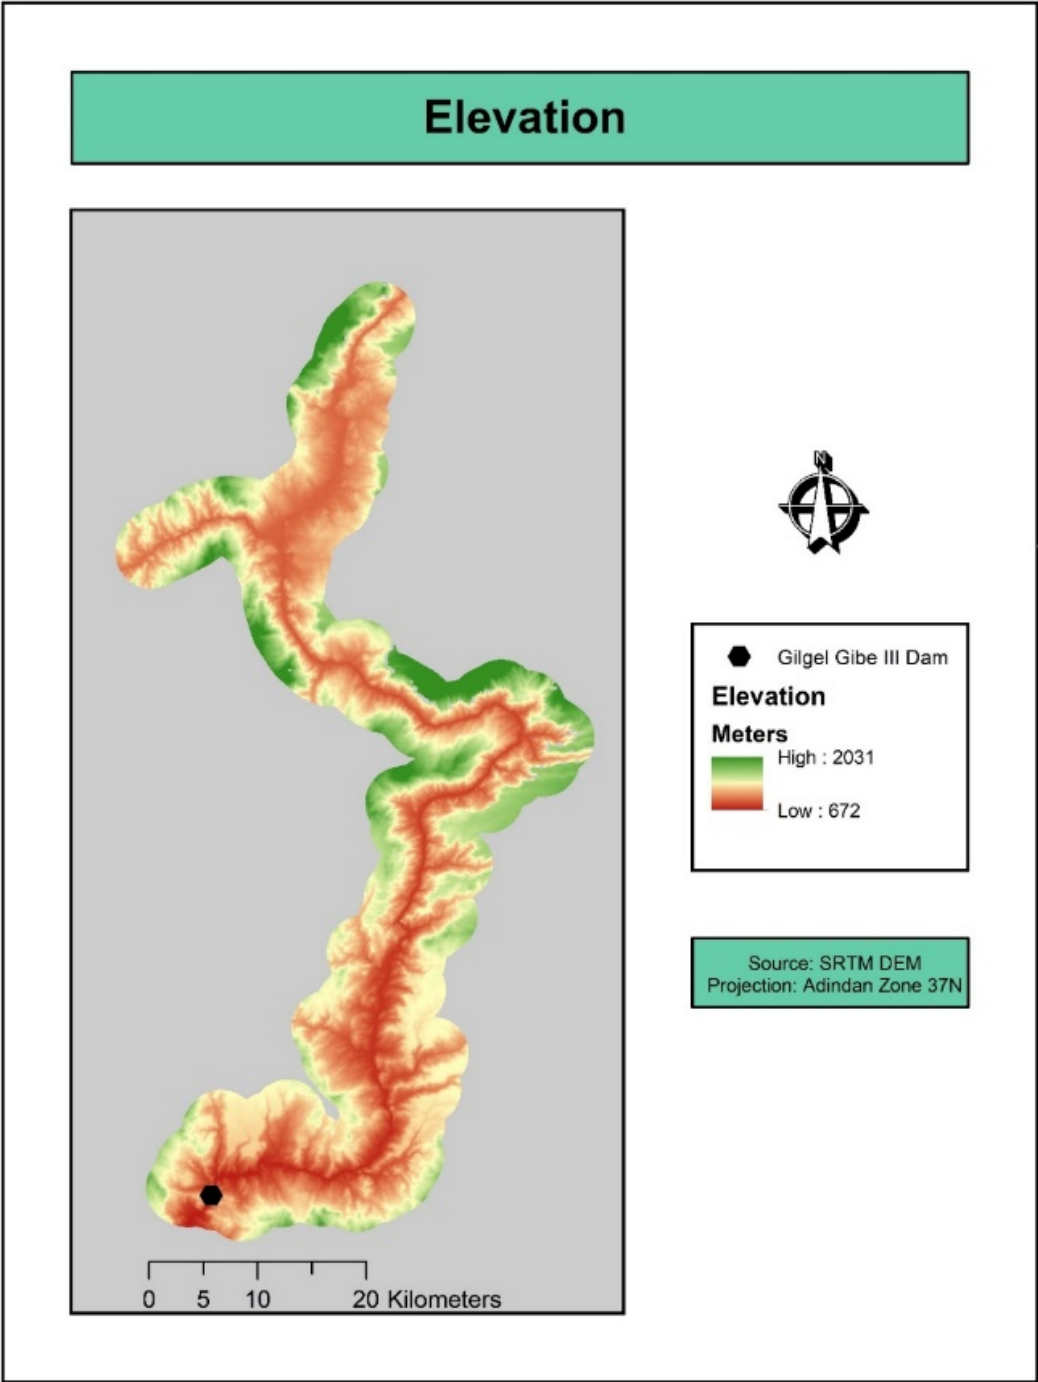 Elevation
N
Gilgel Gibe III Dam
Elevation
Meters
High : 2031
Low : 672
Source: SRTM DEM
Projection: Adindan Zone 37N
0 5 10 20 Kilometers